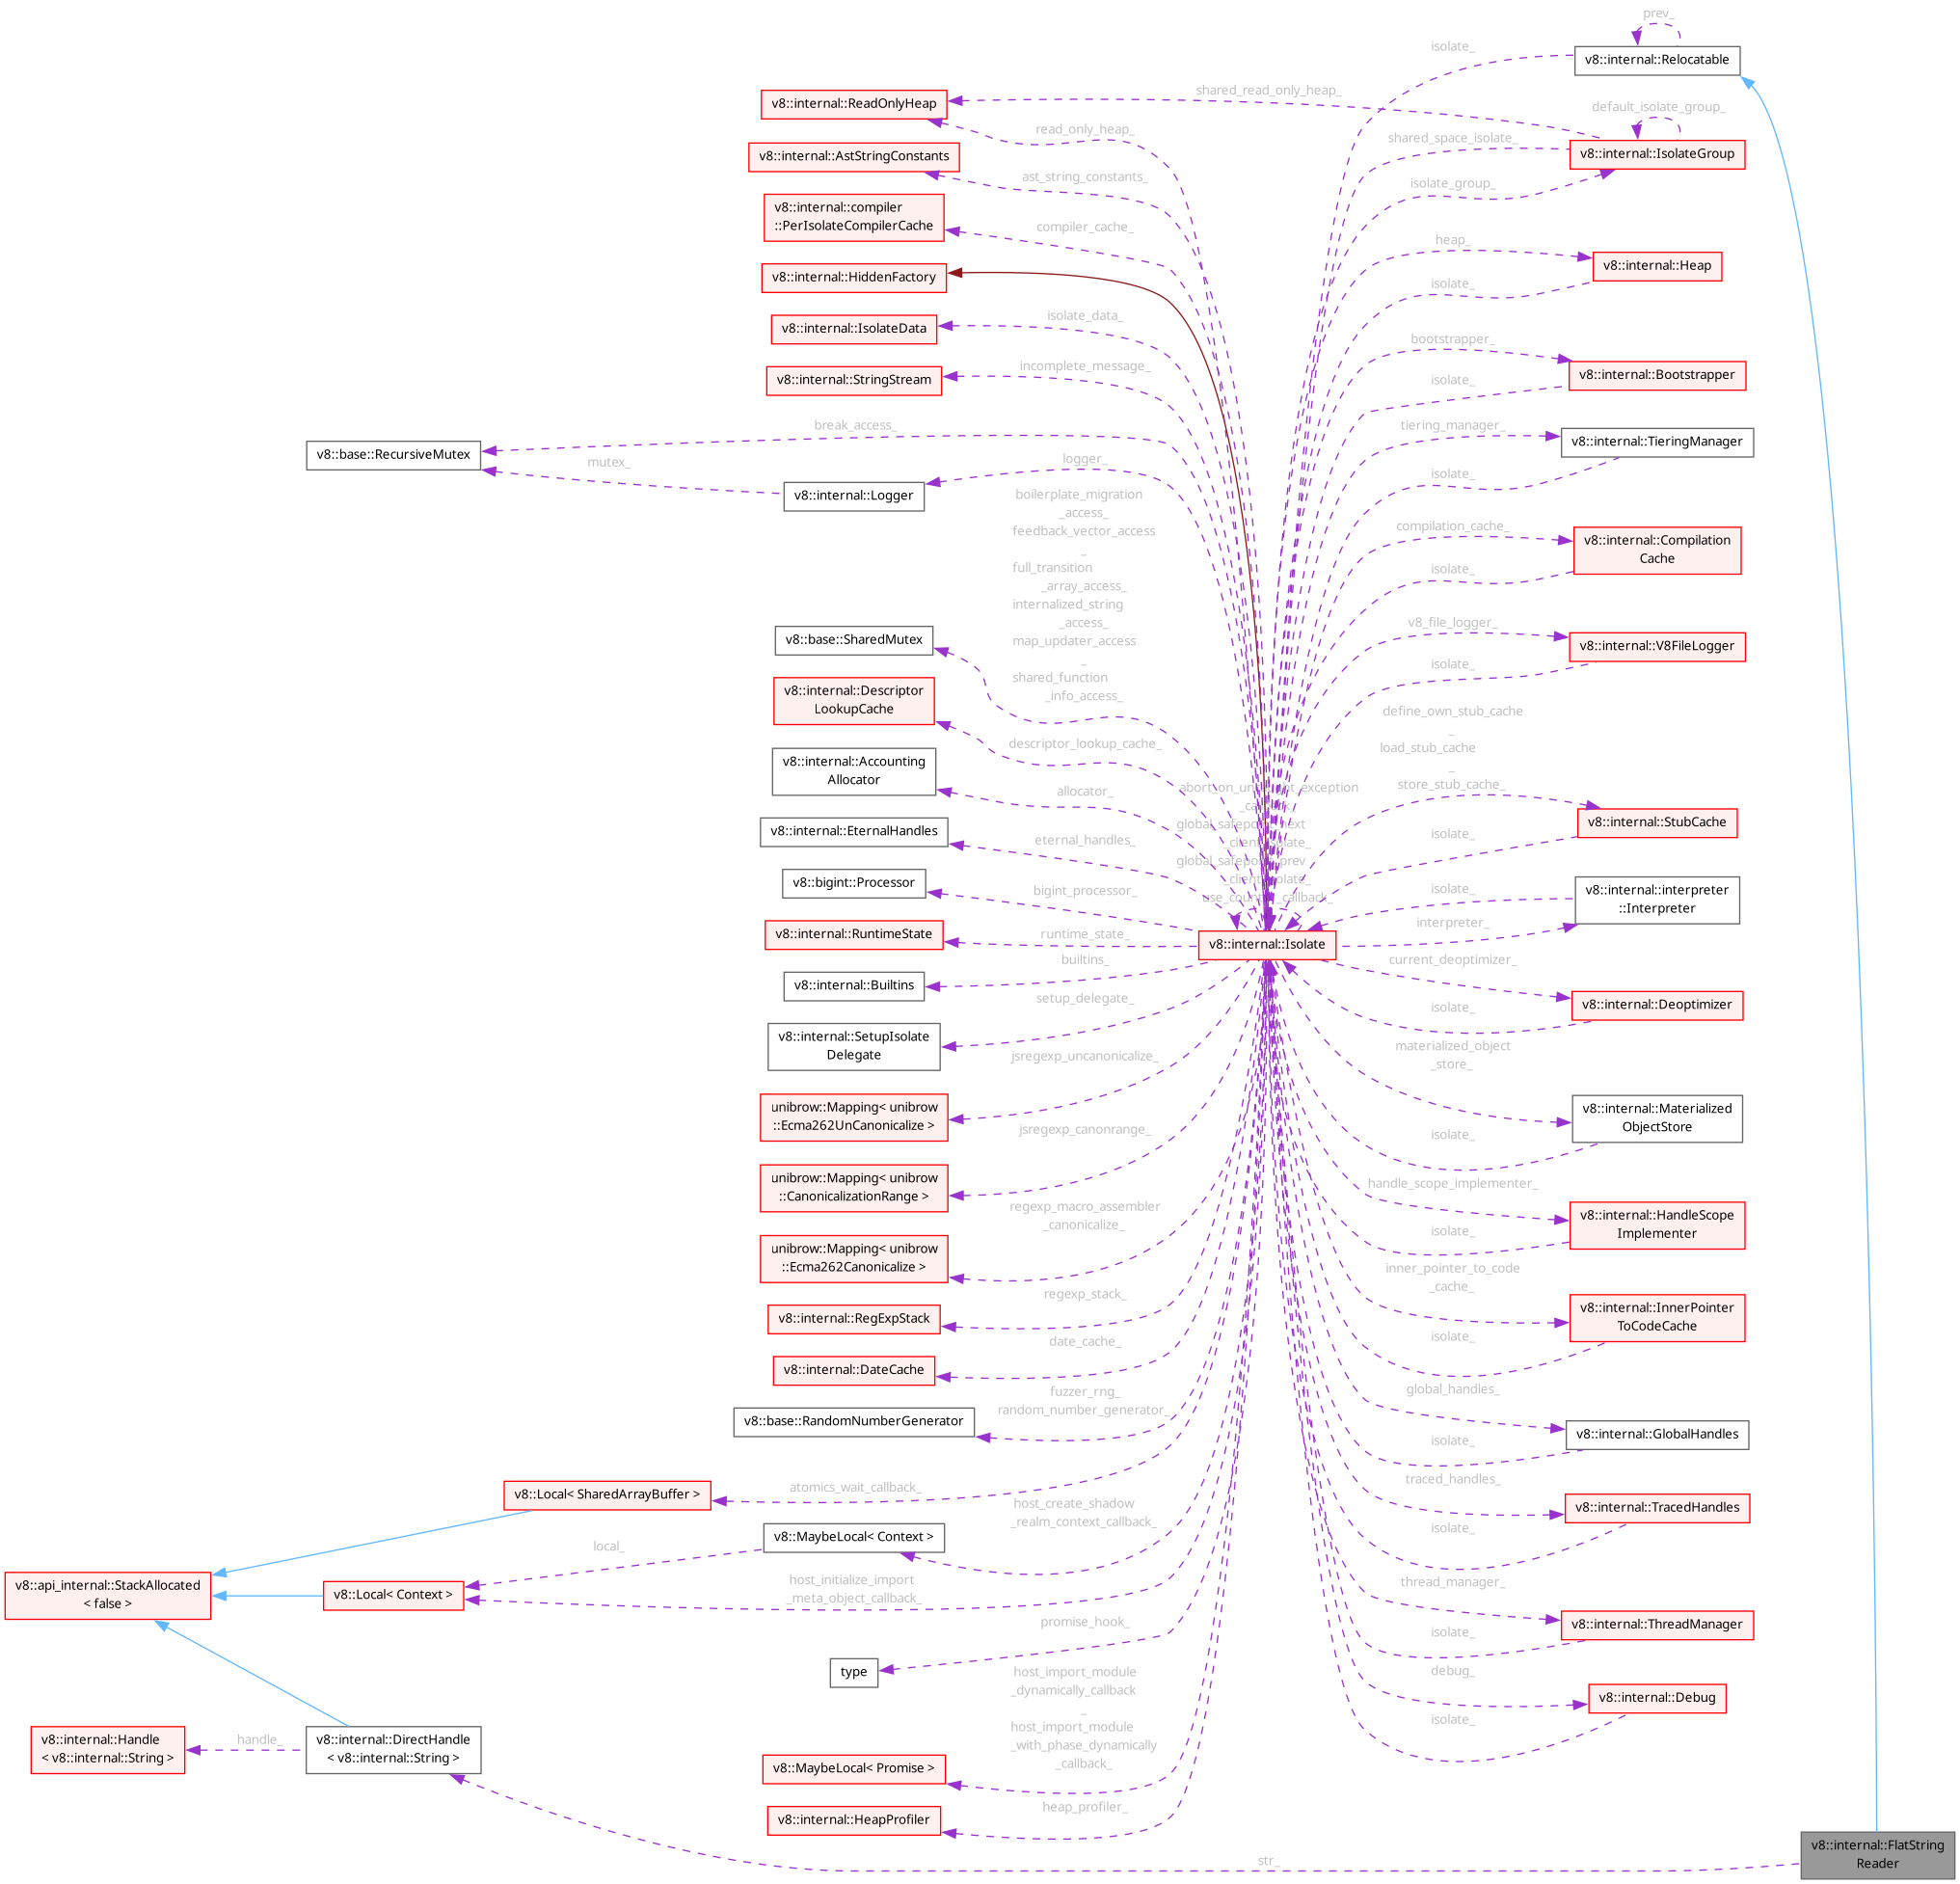 prev_
v8::internal::Relocatable
isolate_
v8::internal::ReadOnlyHeap
shared_read_only_heap_
default_isolate_group_
read_only_heap_
shared_space_isolate_
v8::internal::IsolateGroup
v8::internal::AstStringConstants
ast_string_constants_
isolate_group_
v8::internal::compiler
::PerIsolateCompilerCache
compiler_cache_
heap_
v8::internal::Heap
v8::internal::HiddenFactory
isolate_
v8::internal::IsolateData
isolate_data_
bootstrapper_
v8::internal::Bootstrapper
v8::internal::StringStream
incomplete_message_
isolate_
break_access_
tiering_manager_
v8::internal::TieringManager
v8::base::RecursiveMutex
mutex_
logger_
isolate_
v8::internal::Logger
boilerplate_migration
_access_
feedback_vector_access
_
full_transition
_array_access_
internalized_string
_access_
map_updater_access
_
shared_function
_info_access_
compilation_cache_
v8::internal::Compilation
Cache
isolate_
v8::base::SharedMutex
v8_file_logger_
v8::internal::V8FileLogger
isolate_
v8::internal::Descriptor
LookupCache
descriptor_lookup_cache_
define_own_stub_cache
_
load_stub_cache
_
store_stub_cache_
v8::internal::Accounting
Allocator
allocator_
v8::internal::StubCache
isolate_
v8::internal::EternalHandles
eternal_handles_
global_safepoint_next
_client_isolate_
global_safepoint_prev
_client_isolate_
use_counter_callback_
v8::bigint::Processor
bigint_processor_
isolate_
v8::internal::interpreter
::Interpreter
interpreter_
v8::internal::RuntimeState
runtime_state_
v8::internal::Isolate
v8::internal::Builtins
builtins_
current_deoptimizer_
v8::internal::Deoptimizer
isolate_
v8::internal::SetupIsolate
Delegate
setup_delegate_
materialized_object
_store_
v8::internal::Materialized
ObjectStore
isolate_
unibrow::Mapping< unibrow
::Ecma262UnCanonicalize >
jsregexp_uncanonicalize_
unibrow::Mapping< unibrow
::CanonicalizationRange >
jsregexp_canonrange_
handle_scope_implementer_
v8::internal::HandleScope
Implementer
isolate_
unibrow::Mapping< unibrow
::Ecma262Canonicalize >
regexp_macro_assembler
_canonicalize_
inner_pointer_to_code
_cache_
v8::internal::InnerPointer
ToCodeCache
isolate_
v8::internal::RegExpStack
regexp_stack_
v8::internal::DateCache
date_cache_
v8::base::RandomNumberGenerator
fuzzer_rng_
random_number_generator_
global_handles_
v8::internal::GlobalHandles
isolate_
v8::Local< SharedArrayBuffer >
atomics_wait_callback_
traced_handles_
v8::internal::TracedHandles
isolate_
v8::MaybeLocal< Context >
host_create_shadow
_realm_context_callback_
local_
v8::api_internal::StackAllocated
< false >
v8::Local< Context >
host_initialize_import
_meta_object_callback_
thread_manager_
v8::internal::ThreadManager
isolate_
type
promise_hook_
debug_
v8::internal::Debug
isolate_
v8::internal::Handle
< v8::internal::String >
handle_
v8::internal::DirectHandle
< v8::internal::String >
host_import_module
_dynamically_callback
_
host_import_module
_with_phase_dynamically
_callback_
v8::MaybeLocal< Promise >
v8::internal::HeapProfiler
heap_profiler_
str_
v8::internal::FlatString
Reader